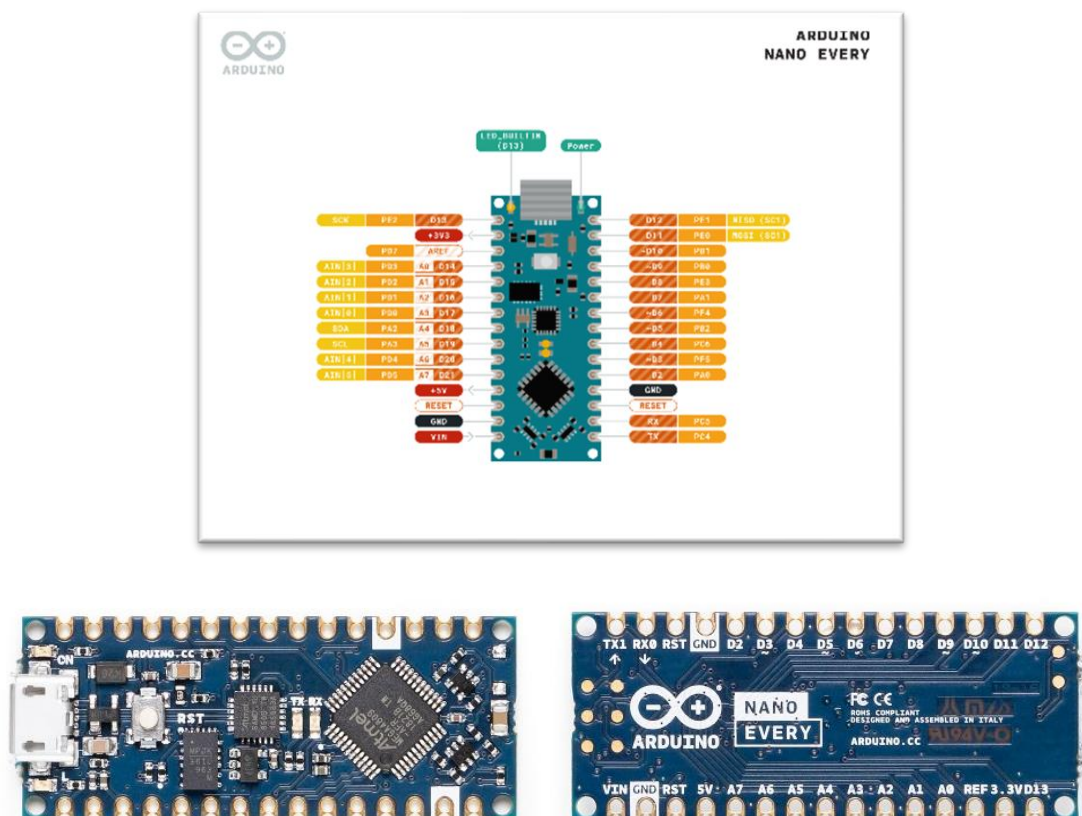 ARDUINO
ARDUINO
NANO EVERY
LED_BUILTIN
(D13)
Power
SCK D13
D12 PE1 MISO (SC1)
+3V3
D11 PE0 MOSI (SC1)
AREF
~D10 PB1
AIN[3] PD3 A0 D14
~D9 PB0
AIN[2] PD2 A1 D15
D8 PE3
AIN[1] PD1 A2 D16
D7 PA1
AIN[0] PD0 A3 D17
~D6 PF4
SDA PA2 A4 D18
~D5 PB2
SCL PA3 A5 D19
D4 PC6
AIN[4] PD4 A6 D20
~D3 PF5
AIN[5] PD5 A7 D21
D2 PA0
+5V
GND
RESET
RESET
GND
RX PC5
VIN
TX PC4
ON
ARDUINO.CC
RST
TX RX
L
Atmel
TX1 RX0 RST GND D2 D3 D4 D5 D6 D7 D8 D9 D10 D11 D12
~ ~ ~ ~ ~
ARDUINO
NANO
EVERY
FC CE
ROHS COMPLIANT
DESIGNED AND ASSEMBLED IN ITALY
ARDUINO.CC
VIN GND RST 5V A7 A6 A5 A4 A3 A2 A1 A0 REF 3.3V D13